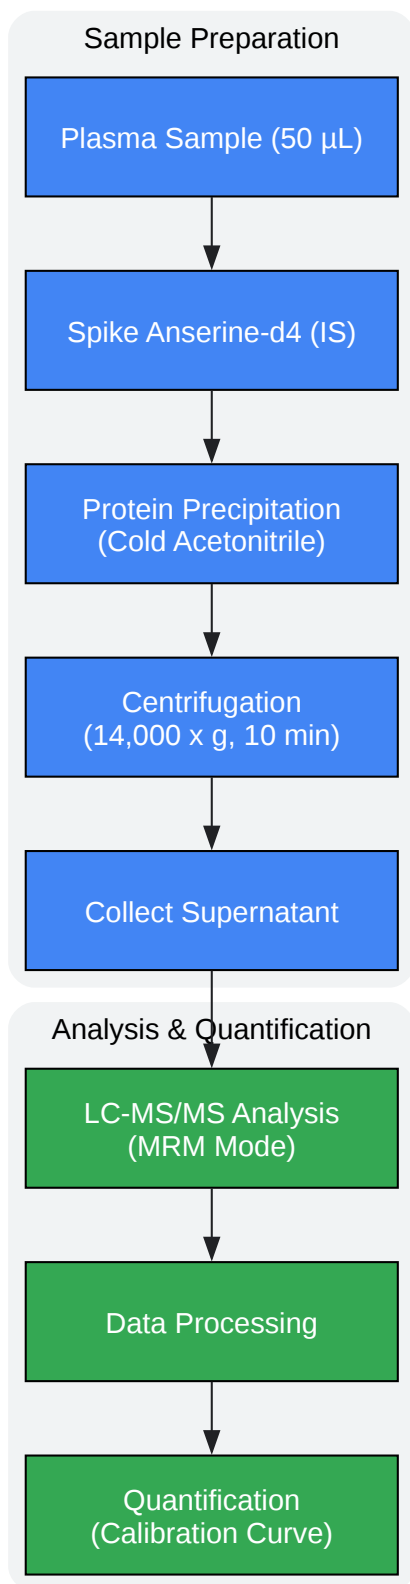 Sample Preparation
Plasma Sample (50 µL)
Spike Anserine-d4 (IS)
Protein Precipitation
(Cold Acetonitrile)
Centrifugation
(14,000 x g, 10 min)
Collect Supernatant
Analysis & Quantification
LC-MS/MS Analysis
(MRM Mode)
Data Processing
Quantification
(Calibration Curve)